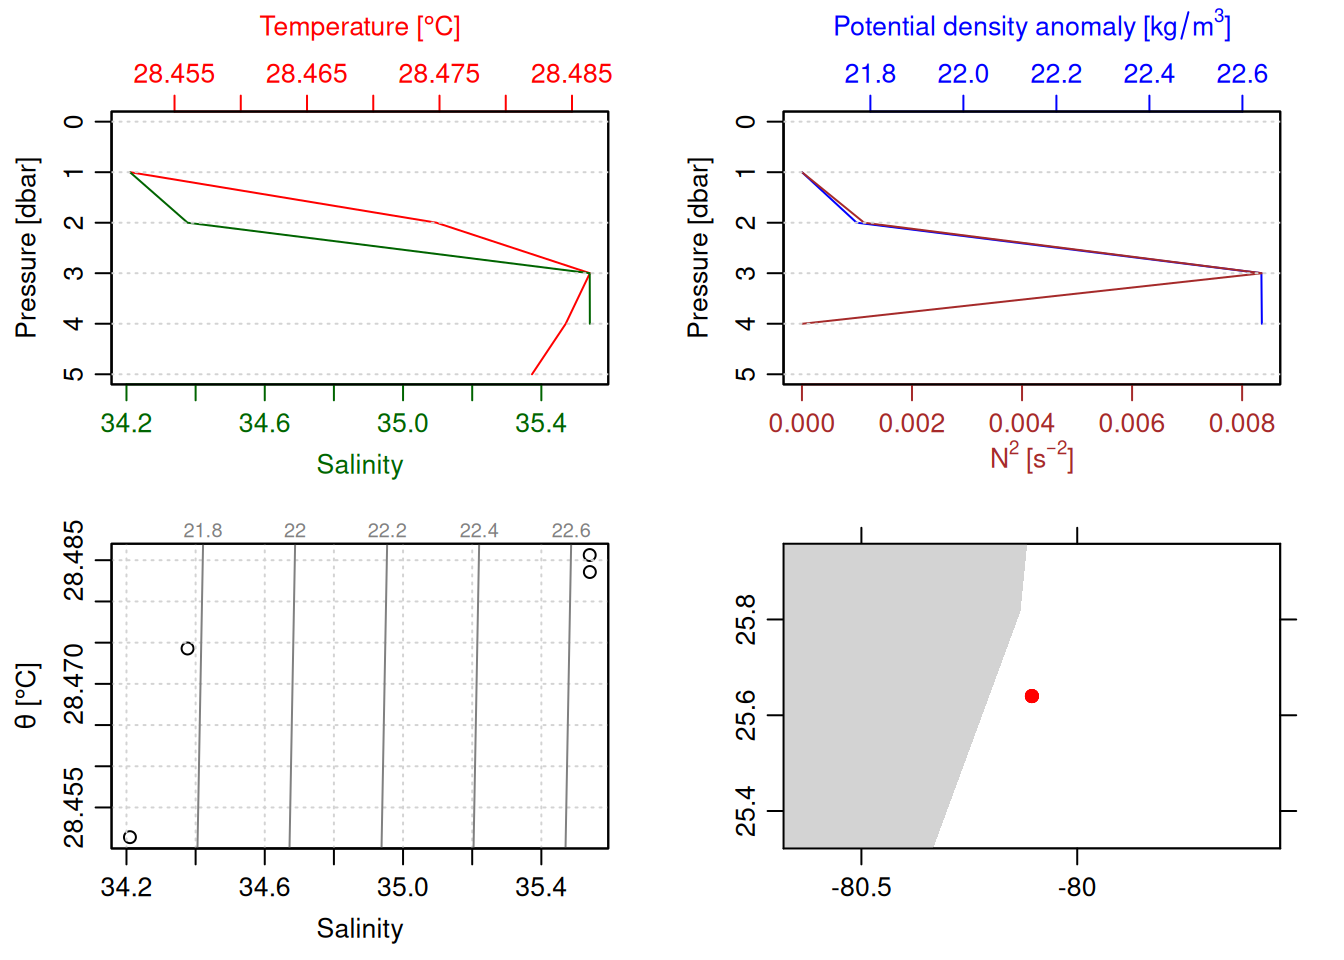 Temperature [°C]
28.455 28.465 28.475 28.485
0
1
2
3
4
5
Pressure [dbar]
34.2 34.6 35.0 35.4
Salinity
Potential density anomaly [kg/m³]
21.8 22.0 22.2 22.4 22.6
0
1
2
3
4
5
Pressure [dbar]
0.000 0.002 0.004 0.006 0.008
N² [s⁻²]
21.8 22 22.2 22.4 22.6
28.485
28.470
28.455
θ [°C]
34.2 34.6 35.0 35.4
Salinity
25.8
25.6
25.4
-80.5 -80